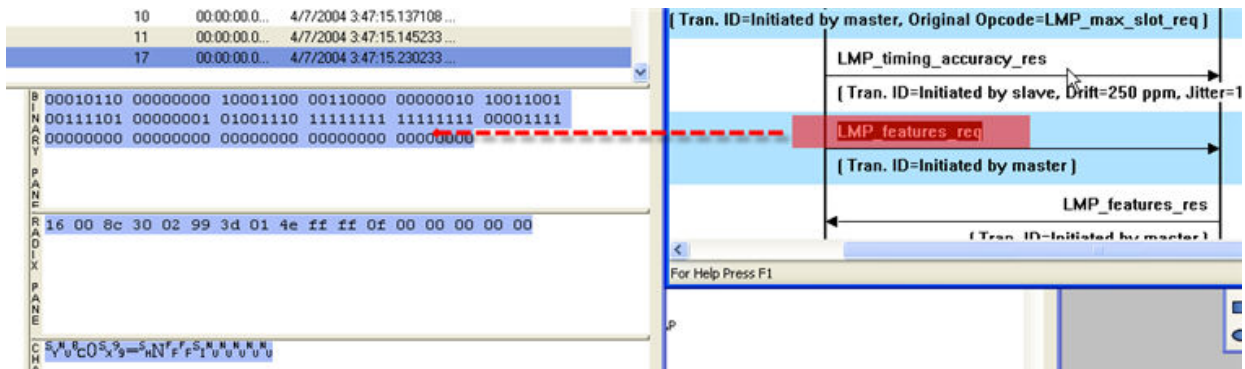 10 00:00:00.0... 4/7/2004 3:47:15.137108 ...
11 00:00:00.0... 4/7/2004 3:47:15.145233 ...
17 00:00:00.0... 4/7/2004 3:47:15.230233 ...
BINARY PANE
00010110 00000000 10001100 00110000 00000010 10011001
00111101 00000001 01001110 11111111 11111111 00001111
00000000 00000000 00000000 00000000 00000000
RADIX PANE
16 00 8c 30 02 99 3d 01 4e ff ff 0f 00 00 00 00 00
( Tran. ID=Initiated by master, Original Opcode=LMP_max_slot_req )
LMP_timing_accuracy_res
( Tran. ID=Initiated by slave, Drift=250 ppm, Jitter=1
LMP_features_req
( Tran. ID=Initiated by master )
LMP_features_res
( Tran. ID=Initiated by master )
For Help Press F1